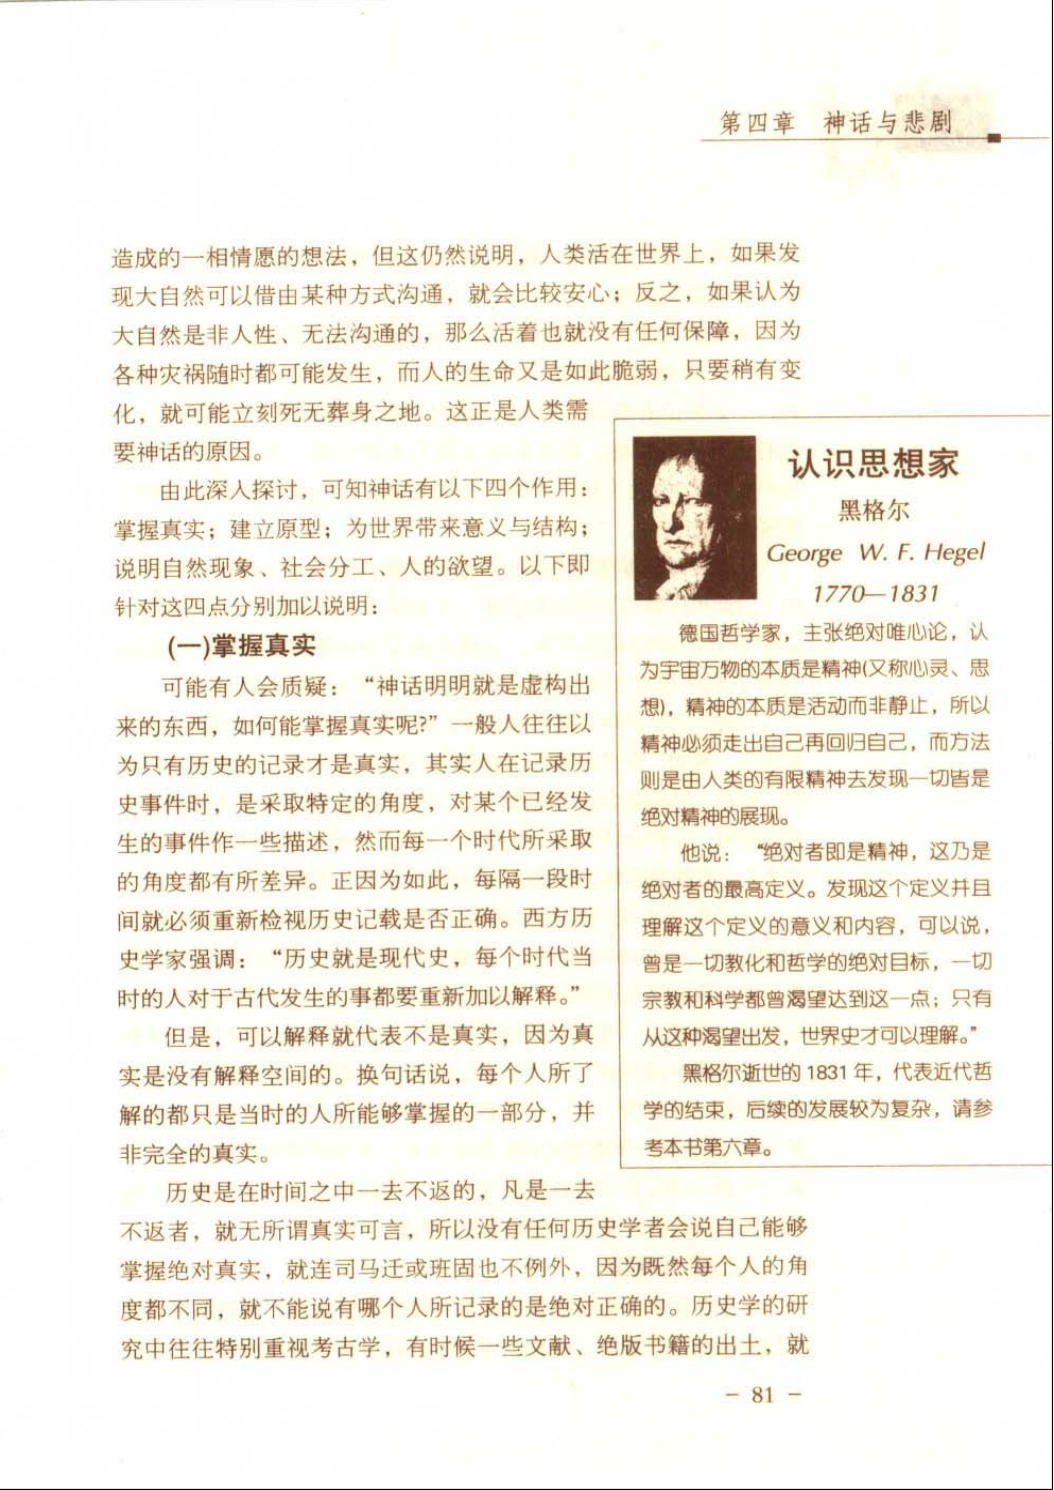 第四章 神话与悲剧
造成的一相情愿的想法，但这仍然说明，人类活在世界上，如果发
现大自然可以借由某种方式沟通，就会比较安心；反之，如果认为
大自然是非人性、无法沟通的，那么活着也就没有任何保障，因为
各种灾祸随时都可能发生，而人的生命又是如此脆弱，只要稍有变
化，就可能立刻死无葬身之地。这正是人类需
要神话的原因。
由此深入探讨，可知神话有以下四个作用：
掌握真实；建立原型；为世界带来意义与结构；
说明自然现象、社会分工、人的欲望。以下即
针对这四点分别加以说明：
(一)掌握真实
可能有人会质疑：“神话明明就是虚构出
来的东西，如何能掌握真实呢?”一般人往往以
为只有历史的记录才是真实，其实人在记录历
史事件时，是采取特定的角度，对某个已经发
生的事件作一些描述，然而每一个时代所采取
的角度都有所差异。正因为如此，每隔一段时
间就必须重新检视历史记载是否正确。西方历
史学家强调：“历史就是现代史，每个时代当
时的人对于古代发生的事都要重新加以解释。”
但是，可以解释就代表不是真实，因为真
实是没有解释空间的。换句话说，每个人所了
解的都只是当时的人所能够掌握的一部分，并
非完全的真实。
历史是在时间之中一去不返的，凡是一去
不返者，就无所谓真实可言，所以没有任何历史学者会说自己能够
掌握绝对真实，就连司马迁或班固也不例外，因为既然每个人的角
度都不同，就不能说有哪个人所记录的是绝对正确的。历史学的研
究中往往特别重视考古学，有时候一些文献、绝版书籍的出土，就
认识思想家
黑格尔
George W. F. Hegel
1770—1831
德国哲学家，主张绝对唯心论，认
为宇宙万物的本质是精神(又称心灵、思
想)，精神的本质是活动而非静止，所以
精神必须走出自己再回归自己，而方法
则是由人类的有限精神去发现一切皆是
绝对精神的展现。
他说：“绝对者即是精神，这乃是
绝对者的最高定义。发现这个定义并且
理解这个定义的意义和内容，可以说，
曾是一切教化和哲学的绝对目标，一切
宗教和科学都曾渴望达到这一点；只有
从这种渴望出发，世界史才可以理解。”
黑格尔逝世的1831年，代表近代哲
学的结束，后续的发展较为复杂，请参
考本书第六章。
－ 81 －